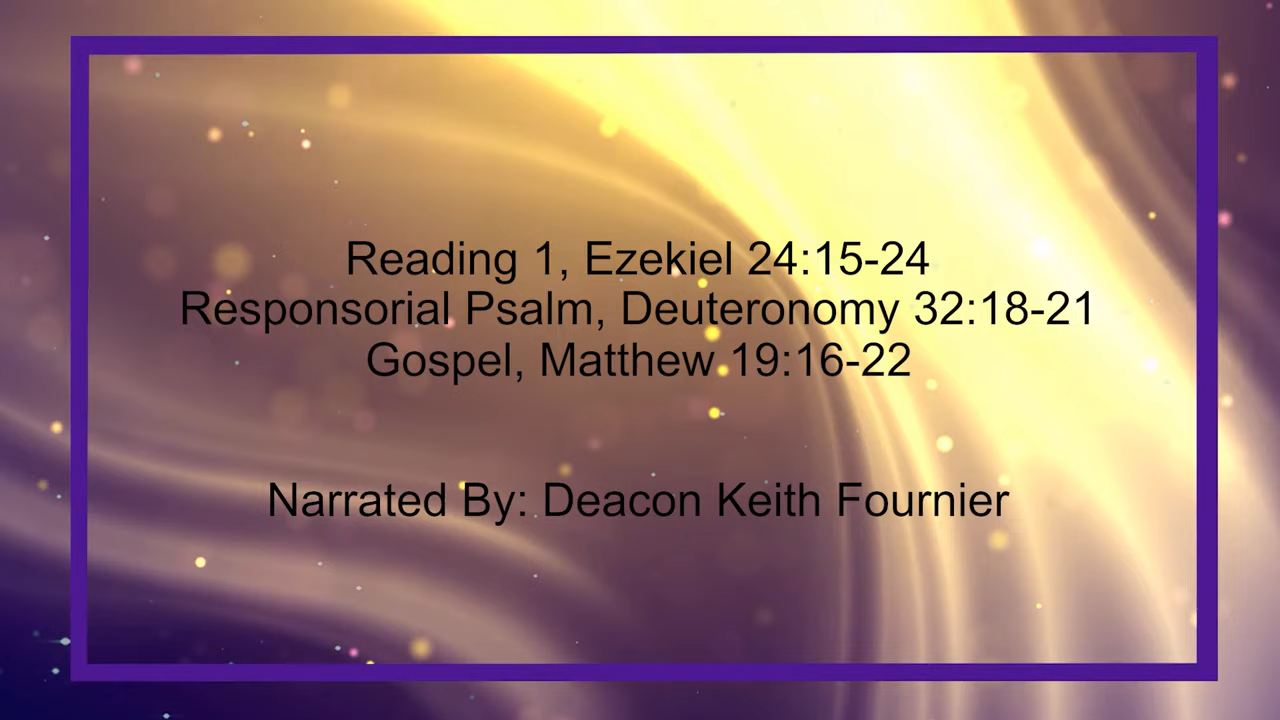 Reading 1, Ezekiel 24:15-24
Responsorial Psalm, Deuteronomy 32:18-21
Gospel, Matthew 19:16-22
Narrated By: Deacon Keith Fournier